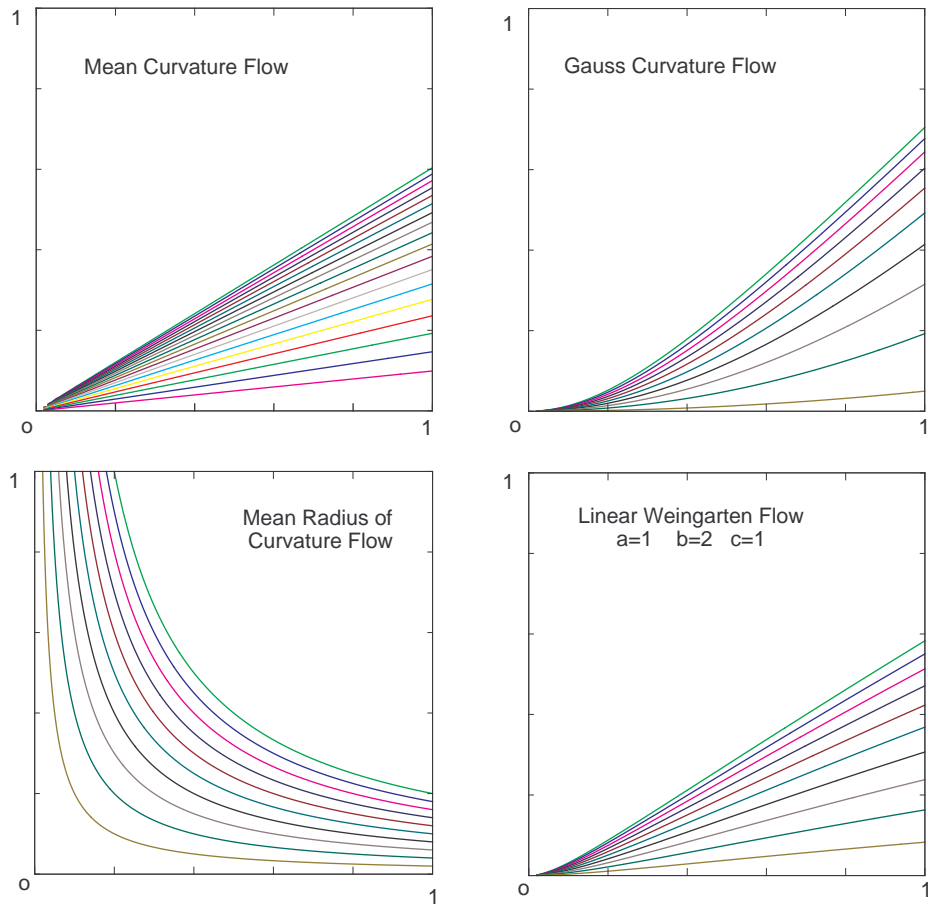 1
Mean Curvature Flow
o
1
1
Gauss Curvature Flow
o
1
1
Mean Radius of
Curvature Flow
o
1
1
Linear Weingarten Flow
a=1 b=2 c=1
o
1